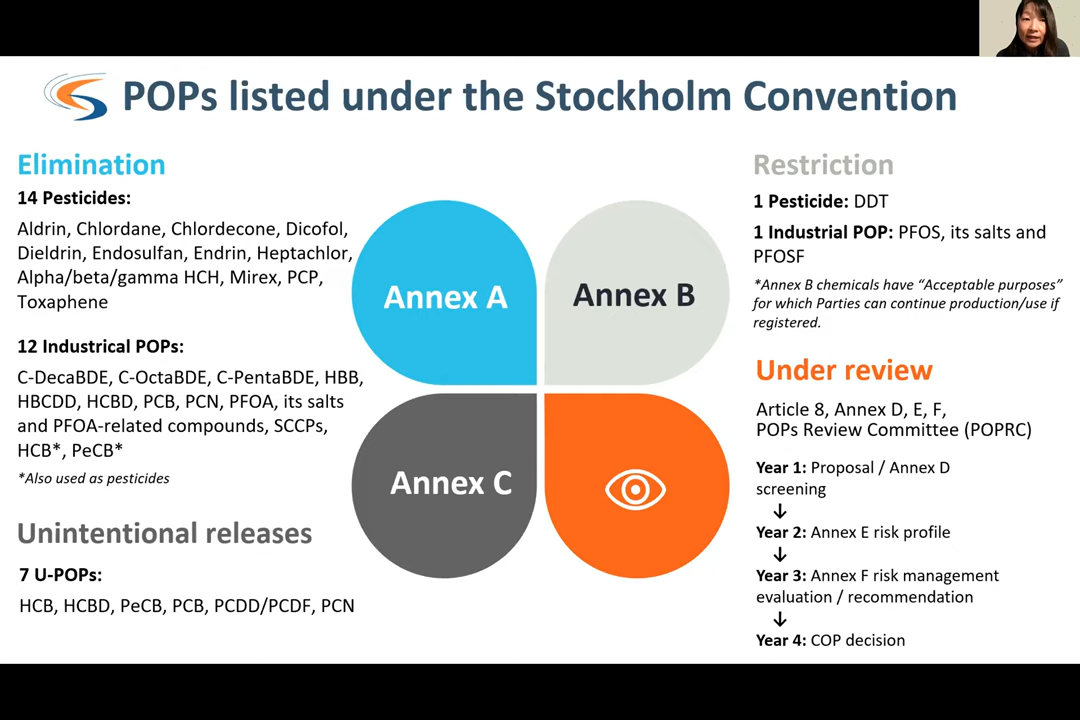 POPs listed under the Stockholm Convention
Elimination
14 Pesticides:
Aldrin, Chlordane, Chlordecone, Dicofol,
Dieldrin, Endosulfan, Endrin, Heptachlor,
Alpha/beta/gamma HCH, Mirex, PCP,
Toxaphene
12 Industrical POPs:
C-DecaBDE, C-OctaBDE, C-PentaBDE, HBB,
HBCDD, HCBD, PCB, PCN, PFOA, its salts
and PFOA-related compounds, SCCPs,
HCB*, PeCB*
*Also used as pesticides
Unintentional releases
7 U-POPs:
HCB, HCBD, PeCB, PCB, PCDD/PCDF, PCN
Annex A
Annex B
Annex C
Restriction
1 Pesticide: DDT
1 Industrial POP: PFOS, its salts and
PFOSF
*Annex B chemicals have “Acceptable purposes”
for which Parties can continue production/use if
registered.
Under review
Article 8, Annex D, E, F,
POPs Review Committee (POPRC)
Year 1: Proposal / Annex D
screening
↓
Year 2: Annex E risk profile
↓
Year 3: Annex F risk management
evaluation / recommendation
↓
Year 4: COP decision